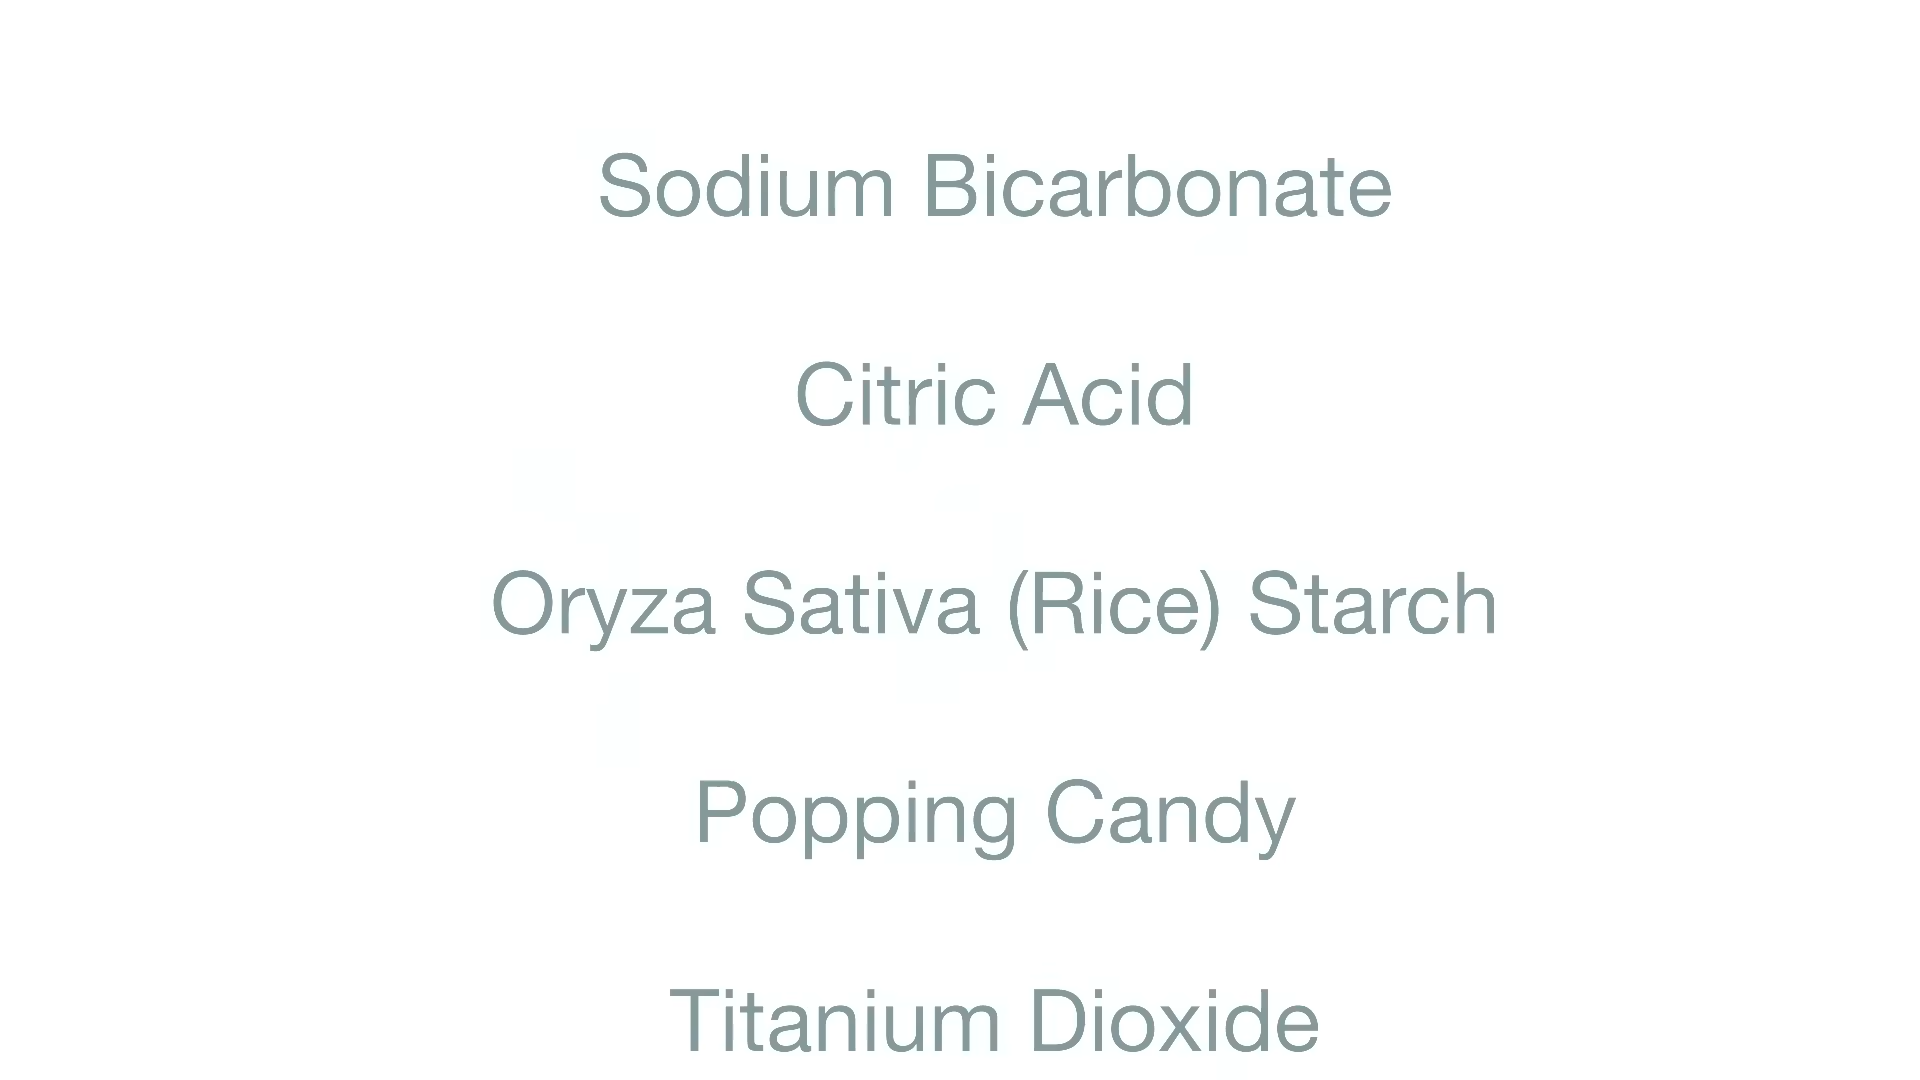 Sodium Bicarbonate
Citric Acid
Oryza Sativa (Rice) Starch
Popping Candy
Titanium Dioxide